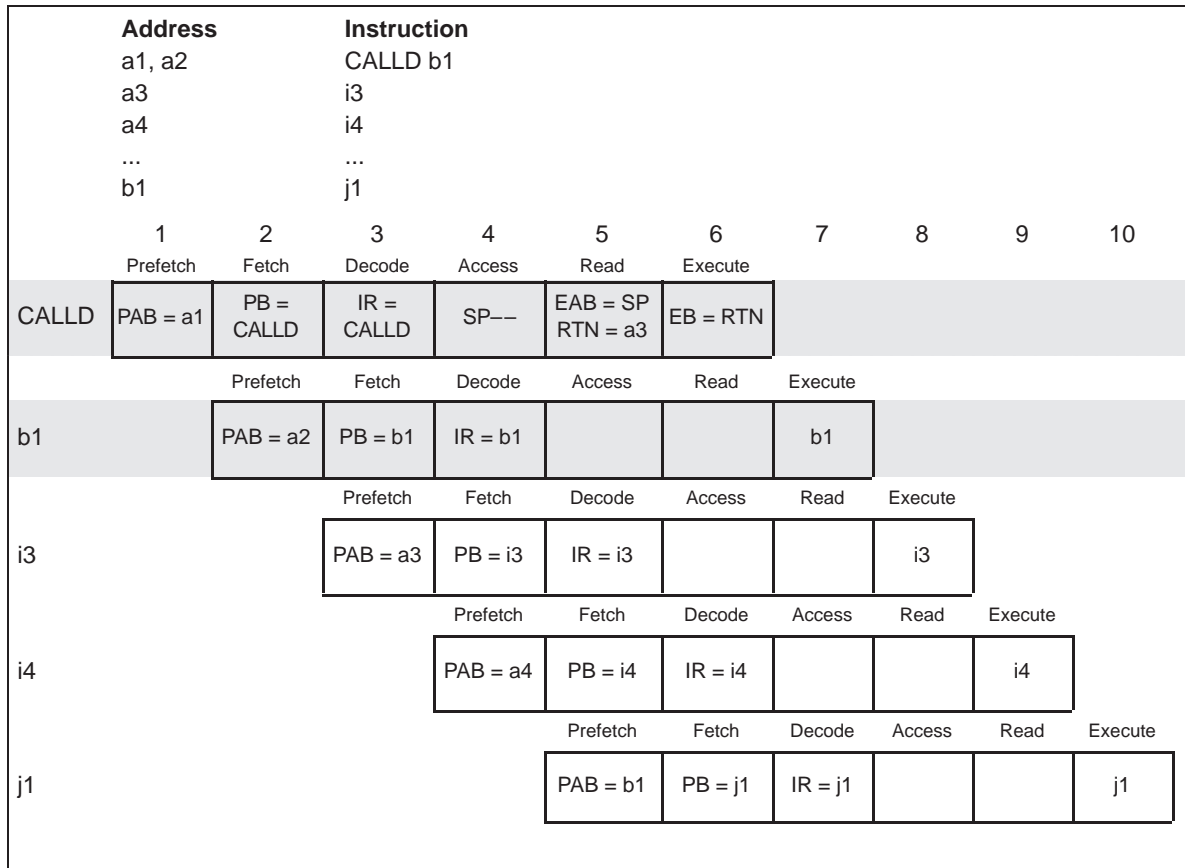 Address Instruction
a1, a2 CALLD b1
a3 i3
a4 i4
... ...
b1 j1
1 2 3 4 5 6 7 8 9 10
Prefetch Fetch Decode Access Read Execute
CALLD PAB = a1 PB = CALLD IR = CALLD SP–– EAB = SP RTN = a3 EB = RTN
Prefetch Fetch Decode Access Read Execute
b1 PAB = a2 PB = b1 IR = b1 b1
Prefetch Fetch Decode Access Read Execute
i3 PAB = a3 PB = i3 IR = i3 i3
Prefetch Fetch Decode Access Read Execute
i4 PAB = a4 PB = i4 IR = i4 i4
Prefetch Fetch Decode Access Read Execute
j1 PAB = b1 PB = j1 IR = j1 j1